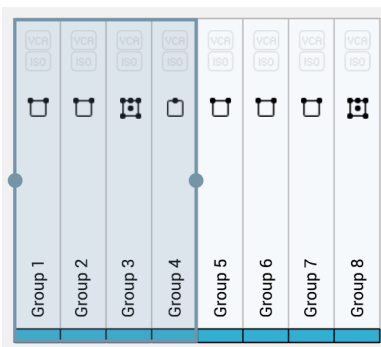 VCA VCA VCA VCA VCA VCA VCA VCA
ISO ISO ISO ISO ISO ISO ISO ISO
Group 1
Group 2
Group 3
Group 4
Group 5
Group 6
Group 7
Group 8